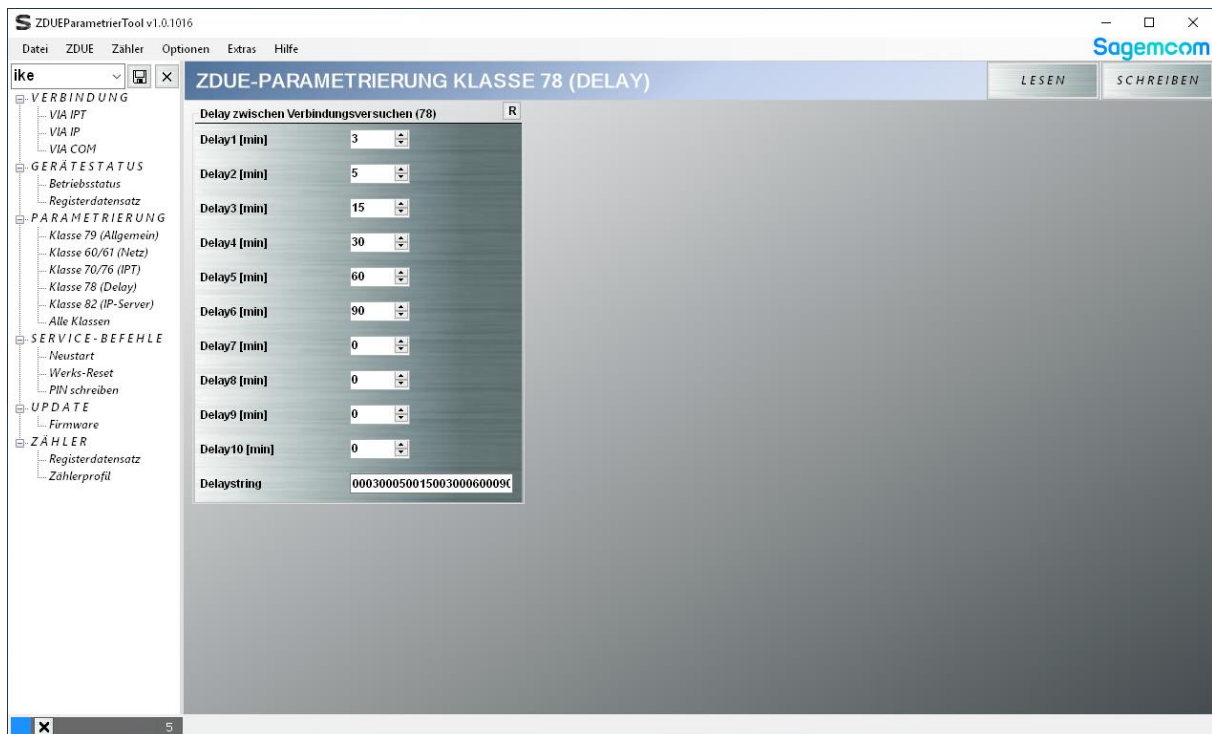 ZDUEParametrierTool v1.0.1016
Datei ZDUE Zähler Optionen Extras Hilfe
Sagemcom
ike
ZDUE-PARAMETRIERUNG KLASSE 78 (DELAY)
LESEN
SCHREIBEN
VERBINDUNG
VIA IPT
VIA IP
VIA COM
GERÄTESTATUS
Betriebsstatus
Registerdatensatz
PARAMETRIERUNG
Klasse 79 (Allgemein)
Klasse 60/61 (Netz)
Klasse 70/76 (IPT)
Klasse 78 (Delay)
Klasse 82 (IP-Server)
Alle Klassen
SERVICE-BEFEHLE
Neustart
Werks-Reset
PIN schreiben
UPDATE
Firmware
ZÄHLER
Registerdatensatz
Zählerprofil
Delay zwischen Verbindungsversuchen (78) R
Delay1 [min] 3
Delay2 [min] 5
Delay3 [min] 15
Delay4 [min] 30
Delay5 [min] 60
Delay6 [min] 90
Delay7 [min] 0
Delay8 [min] 0
Delay9 [min] 0
Delay10 [min] 0
Delaystring
5